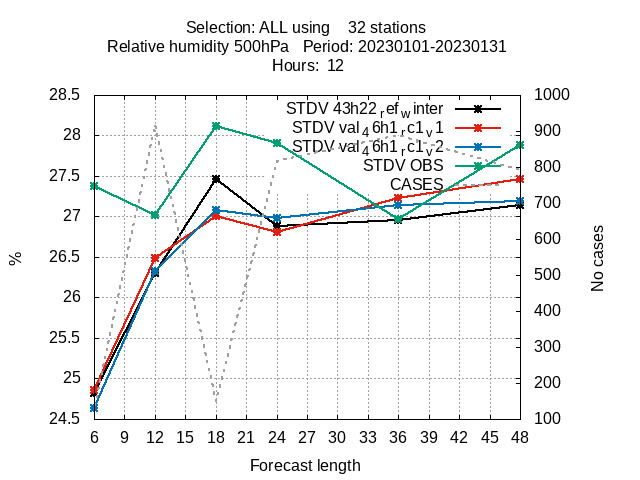 Selection: ALL using 32 stations
Relative humidity 500hPa Period: 20230101-20230131
Hours: 12
28.5
28
27.5
27
26.5
26
25.5
25
24.5
%
STDV 43h22refwinter
STDV val46h1rc1v1
STDV val46h1rc1v2
STDV OBS
CASES
1000
900
800
700
600
500
400
300
200
100
No cases
6 9 12 15 18 21 24 27 30 33 36 39 42 45 48
Forecast length